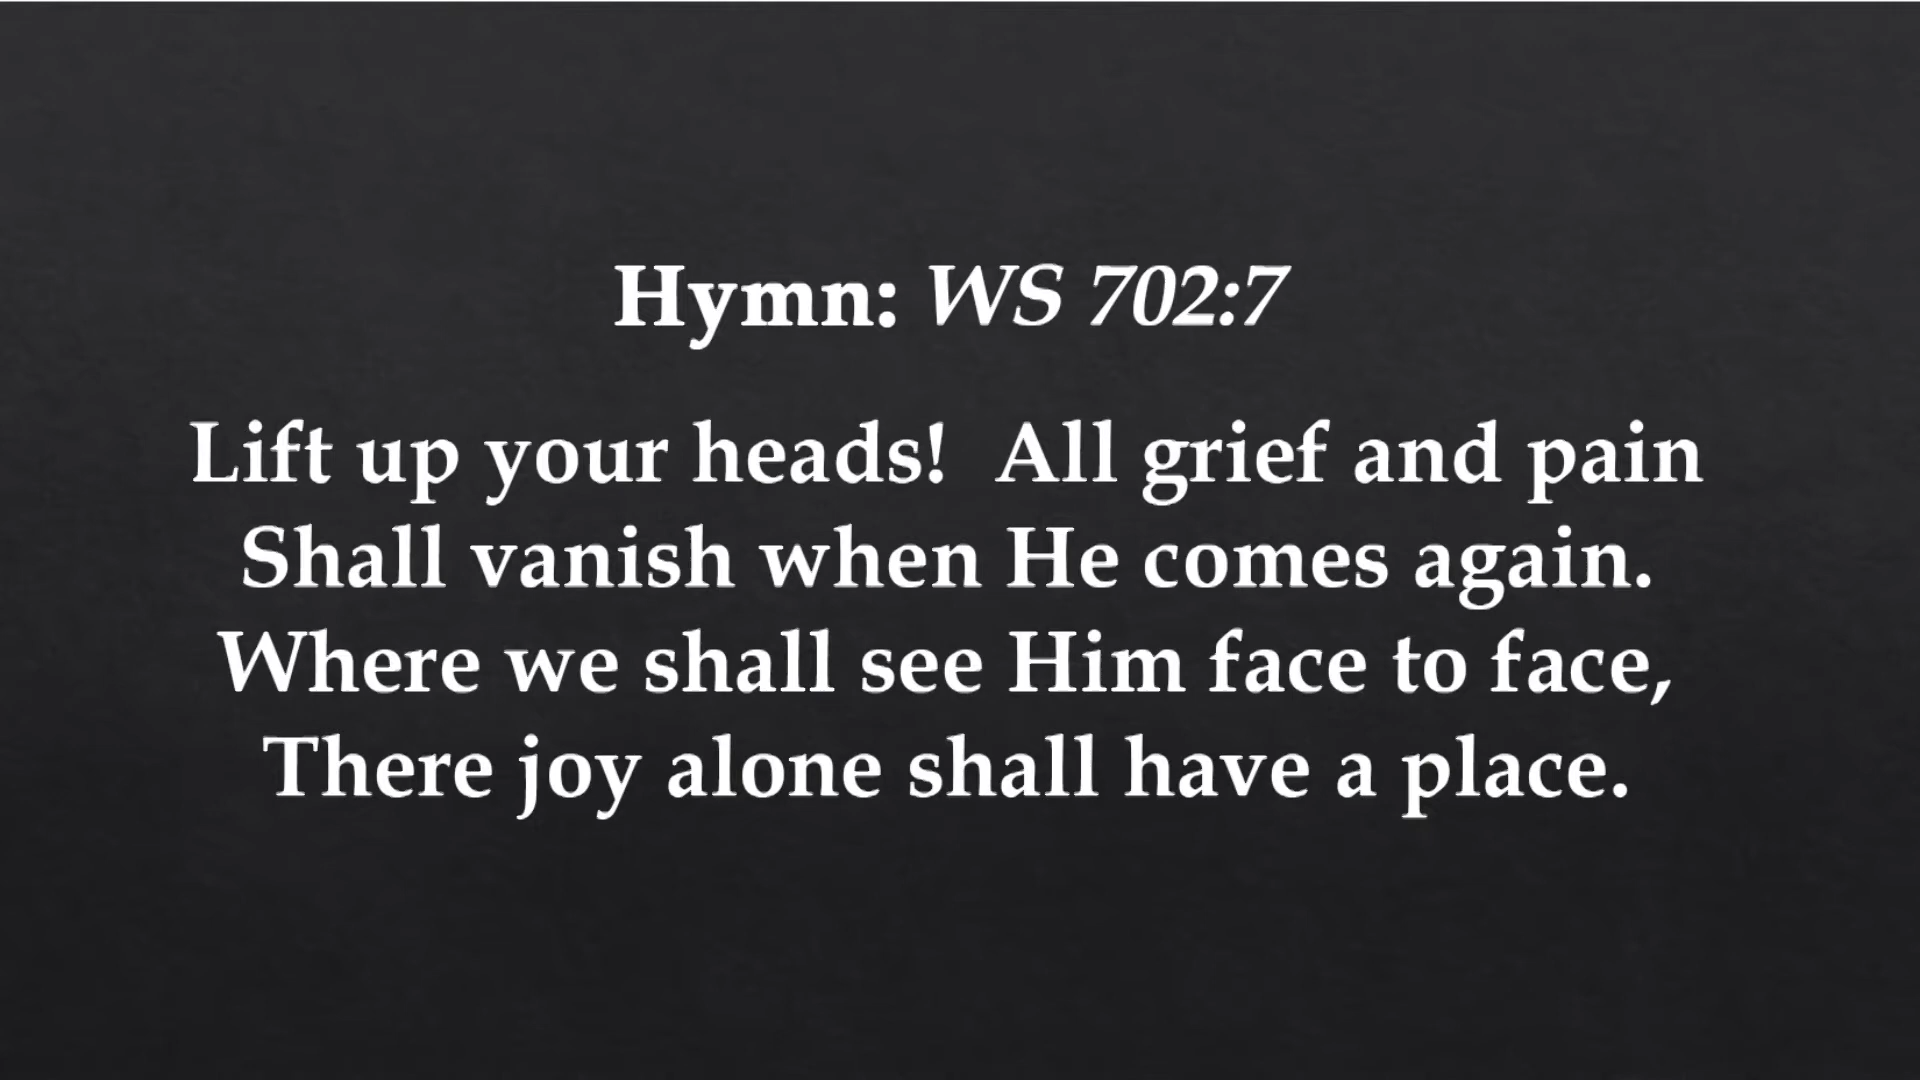 Hymn: WS 702:7
Lift up your heads!  All grief and pain
Shall vanish when He comes again.
Where we shall see Him face to face,
There joy alone shall have a place.